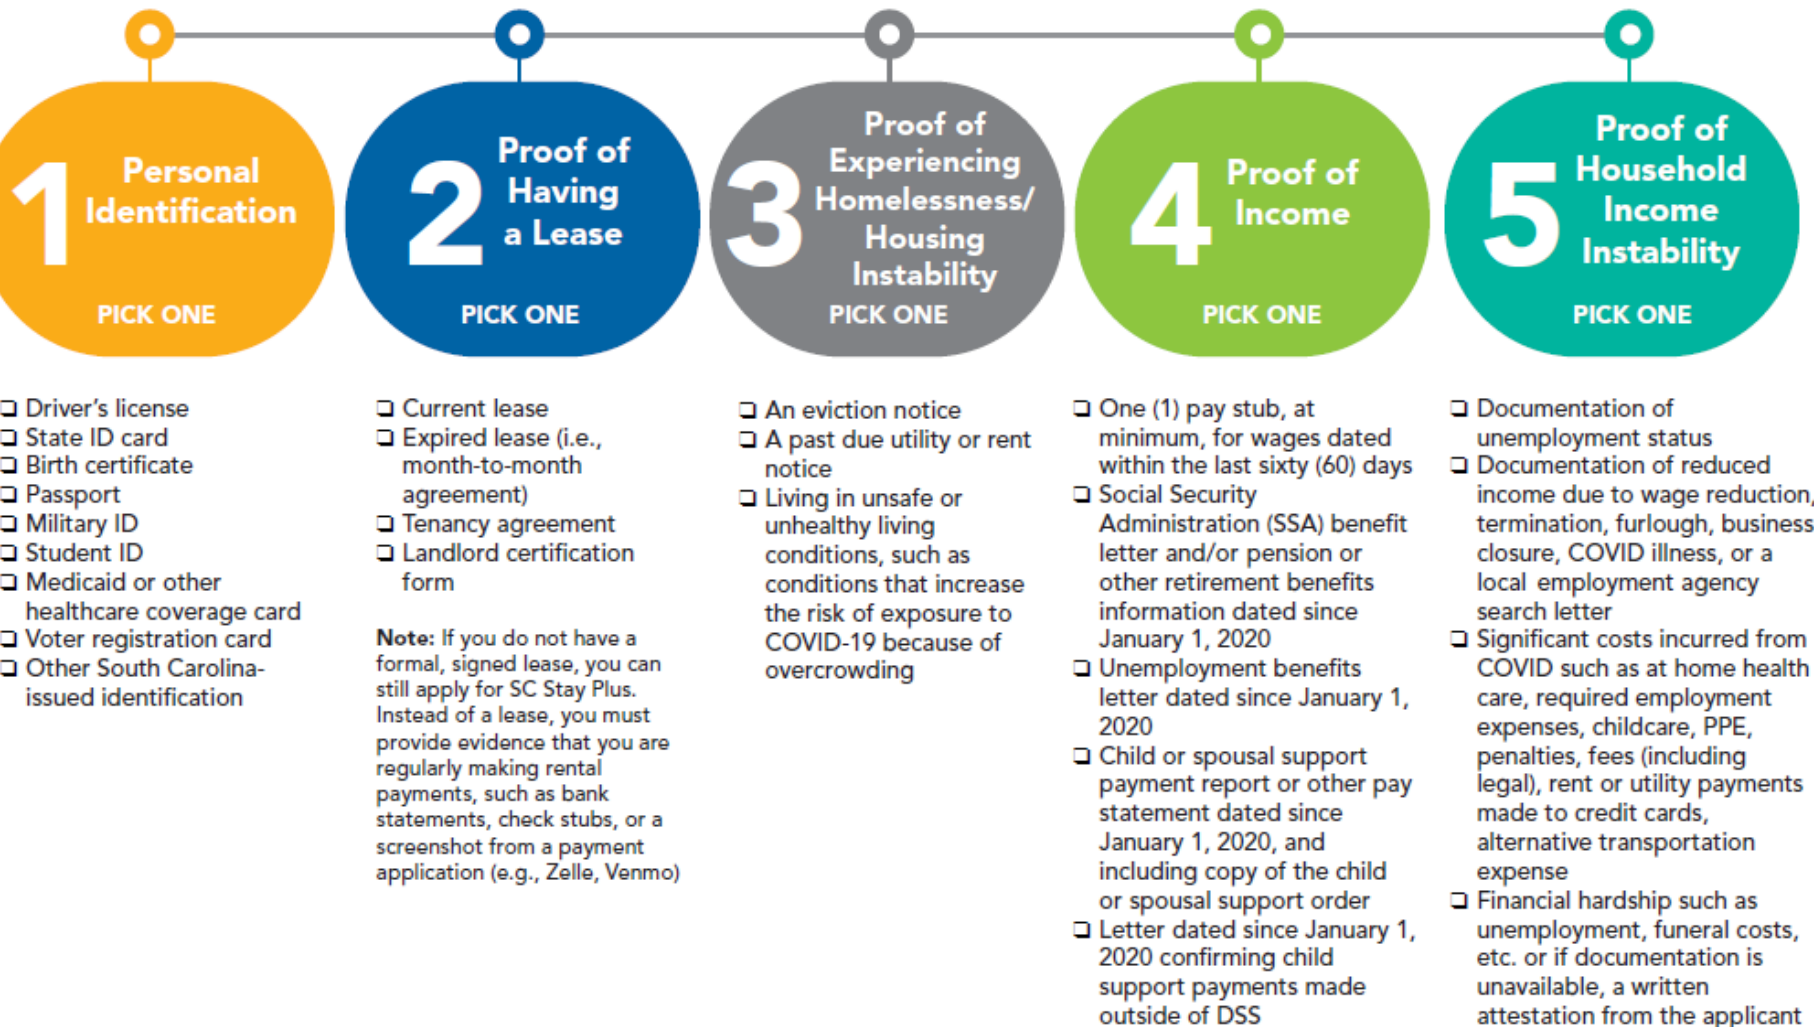 1
Personal
Identification
PICK ONE
❏ Driver's license
❏ State ID card
❏ Birth certificate
❏ Passport
❏ Military ID
❏ Student ID
❏ Medicaid or other
healthcare coverage card
❏ Voter registration card
❏ Other South Carolina-
issued identification
2
Proof of
Having
a Lease
PICK ONE
❏ Current lease
❏ Expired lease (i.e.,
month-to-month
agreement)
❏ Tenancy agreement
❏ Landlord certification
form
Note: If you do not have a
formal, signed lease, you can
still apply for SC Stay Plus.
Instead of a lease, you must
provide evidence that you are
regularly making rental
payments, such as bank
statements, check stubs, or a
screenshot from a payment
application (e.g., Zelle, Venmo)
3
Proof of
Experiencing
Homelessness/
Housing
Instability
PICK ONE
❏ An eviction notice
❏ A past due utility or rent
notice
❏ Living in unsafe or
unhealthy living
conditions, such as
conditions that increase
the risk of exposure to
COVID-19 because of
overcrowding
4
Proof of
Income
PICK ONE
❏ One (1) pay stub, at
minimum, for wages dated
within the last sixty (60) days
❏ Social Security
Administration (SSA) benefit
letter and/or pension or
other retirement benefits
information dated since
January 1, 2020
❏ Unemployment benefits
letter dated since January 1,
2020
❏ Child or spousal support
payment report or other pay
statement dated since
January 1, 2020, and
including copy of the child
or spousal support order
❏ Letter dated since January 1,
2020 confirming child
support payments made
outside of DSS
5
Proof of
Household
Income
Instability
PICK ONE
❏ Documentation of
unemployment status
❏ Documentation of reduced
income due to wage reduction,
termination, furlough, business
closure, COVID illness, or a
local employment agency
search letter
❏ Significant costs incurred from
COVID such as at home health
care, required employment
expenses, childcare, PPE,
penalties, fees (including
legal), rent or utility payments
made to credit cards,
alternative transportation
expense
❏ Financial hardship such as
unemployment, funeral costs,
etc. or if documentation is
unavailable, a written
attestation from the applicant